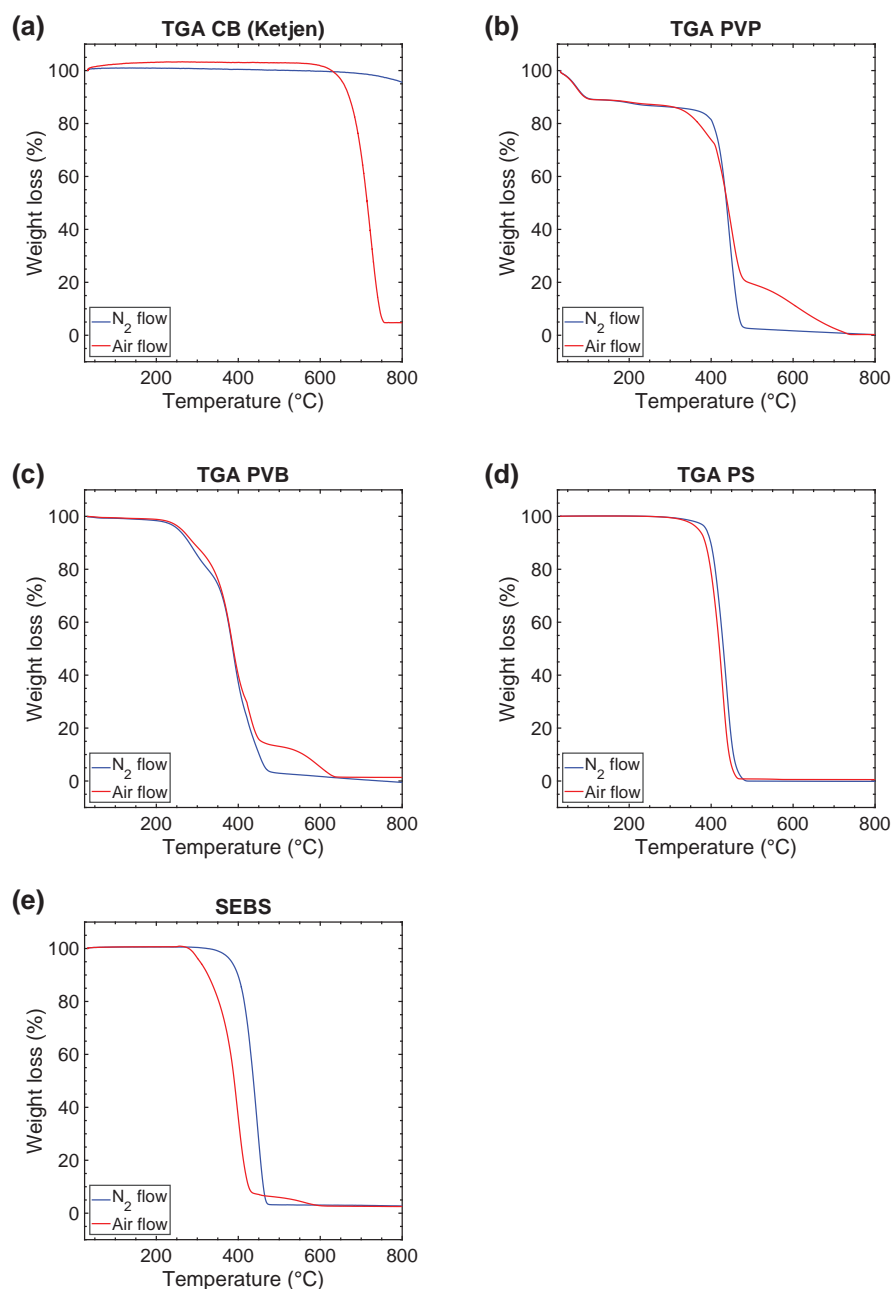 (a)
TGA CB (Ketjen)
Weight loss (%)
100
80
60
40
20
0
N2 flow
Air flow
200 400 600 800
Temperature (°C)
(b)
TGA PVP
Weight loss (%)
100
80
60
40
20
0
N2 flow
Air flow
200 400 600 800
Temperature (°C)
(c)
TGA PVB
Weight loss (%)
100
80
60
40
20
0
N2 flow
Air flow
200 400 600 800
Temperature (°C)
(d)
TGA PS
Weight loss (%)
100
80
60
40
20
0
N2 flow
Air flow
200 400 600 800
Temperature (°C)
(e)
SEBS
Weight loss (%)
100
80
60
40
20
0
N2 flow
Air flow
200 400 600 800
Temperature (°C)